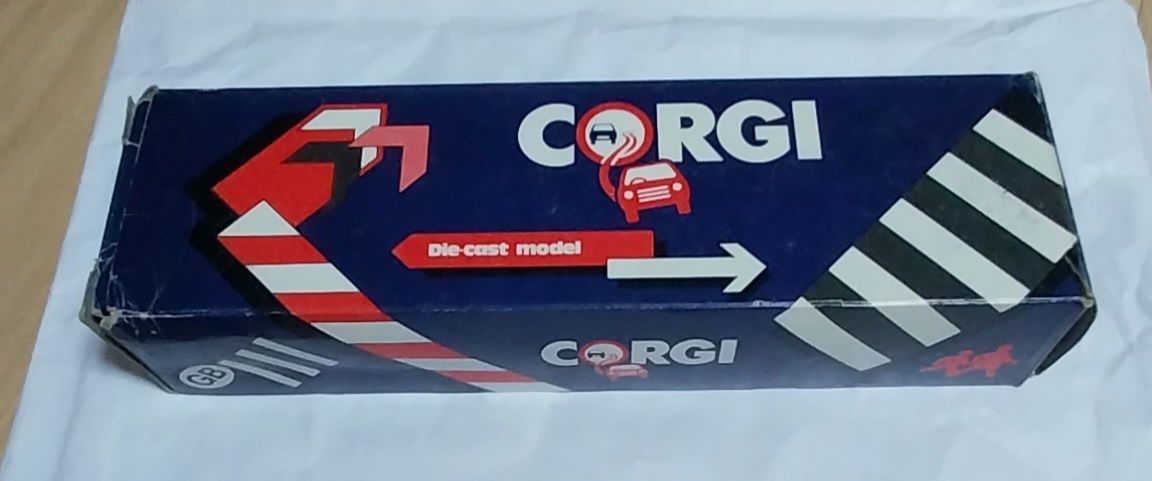 CORGI
Die-cast model
CORGI
GB